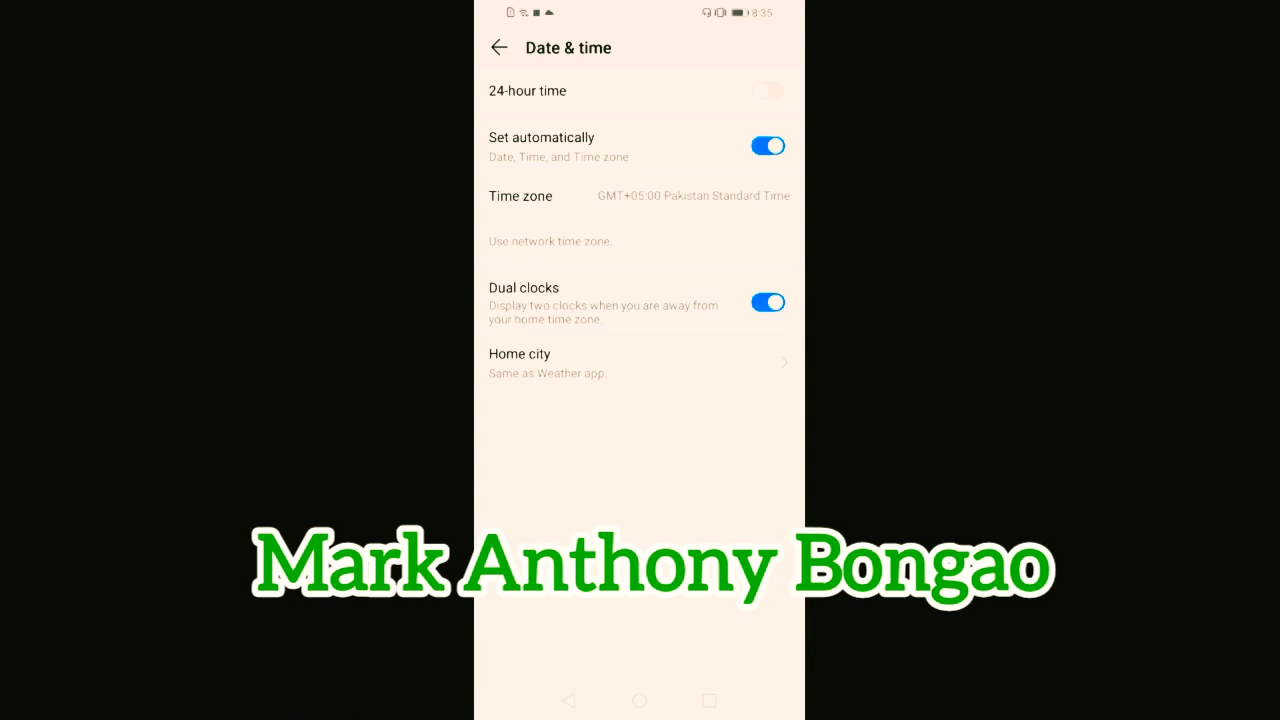 8:35
Date & time
24-hour time
Set automatically
Date, Time, and Time zone
Time zone GMT+05:00 Pakistan Standard Time
Use network time zone.
Dual clocks
Display two clocks when you are away from
your home time zone.
Home city
Same as Weather app.
Mark Anthony Bongao